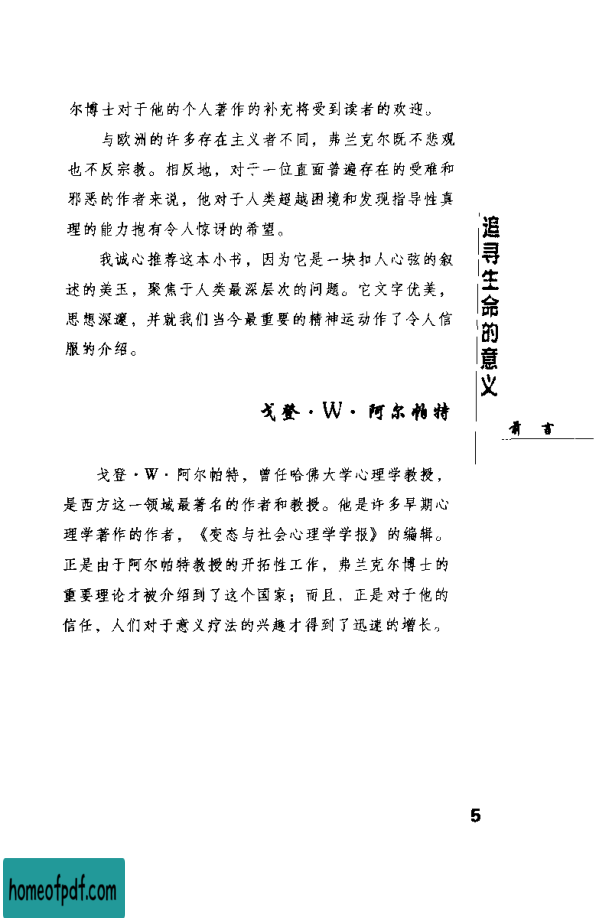 尔博士对于他的个人著作的补充将受到读者的欢迎。
与欧洲的许多存在主义者不同，弗兰克尔既不悲观
也不反宗教。相反地，对于一位直面普遍存在的受难和
邪恶的作者来说，他对于人类超越困境和发现指导性真
理的能力抱有令人惊讶的希望。
我诚心推荐这本小书，因为它是一块扣人心弦的叙
述的美玉，聚焦于人类最深层次的问题。它文字优美，
思想深邃，并就我们当今最重要的精神运动作了令人信
服的介绍。
戈登·W·阿尔帕特
戈登·W·阿尔帕特，曾任哈佛大学心理学教授，
是西方这一领域最著名的作者和教授。他是许多早期心
理学著作的作者，《变态与社会心理学学报》的编辑。
正是由于阿尔帕特教授的开拓性工作，弗兰克尔博士的
重要理论才被介绍到了这个国家；而且，正是对于他的
信任，人们对于意义疗法的兴趣才得到了迅速的增长。
追寻生命的意义
前言
5
homeofpdf.com